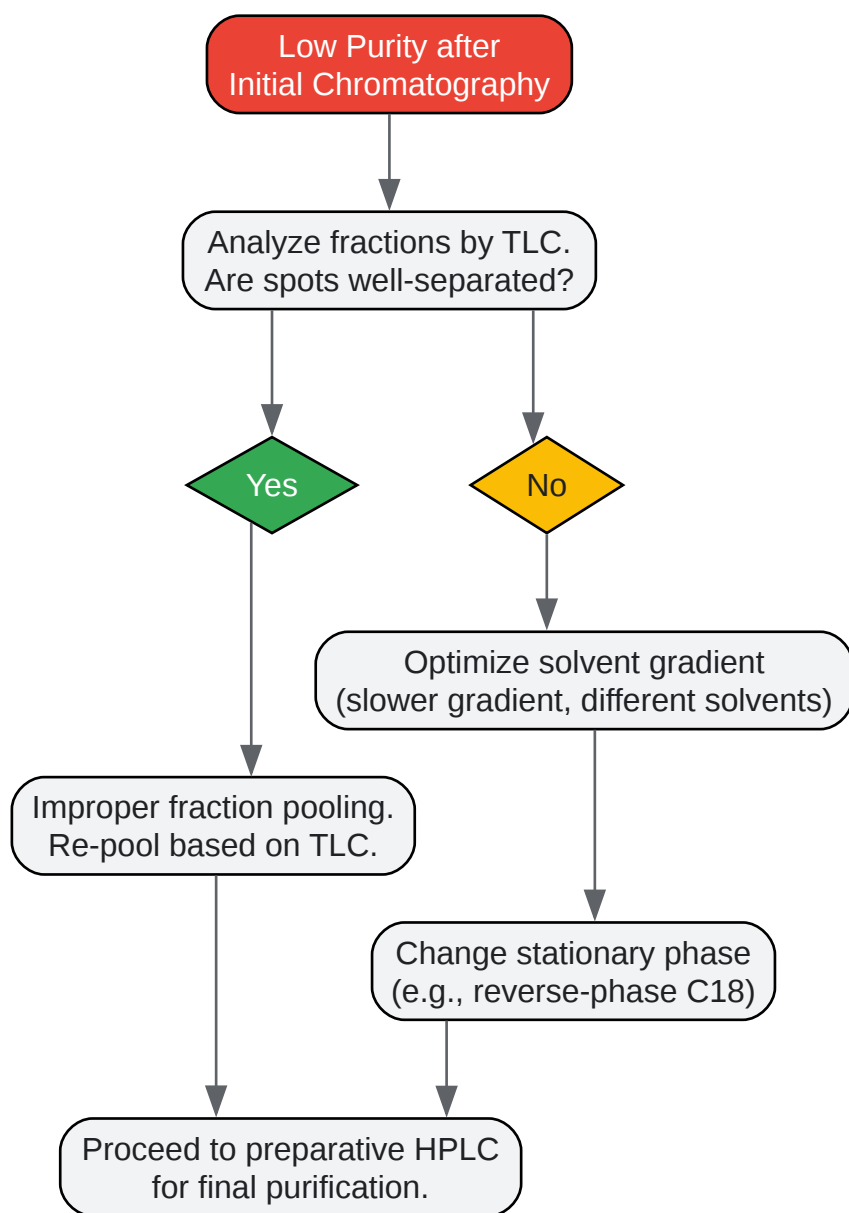 Low Purity after
Initial Chromatography
Analyze fractions by TLC.
Are spots well-separated?
Yes
No
Optimize solvent gradient
(slower gradient, different solvents)
Improper fraction pooling.
Re-pool based on TLC.
Change stationary phase
(e.g., reverse-phase C18)
Proceed to preparative HPLC
for final purification.